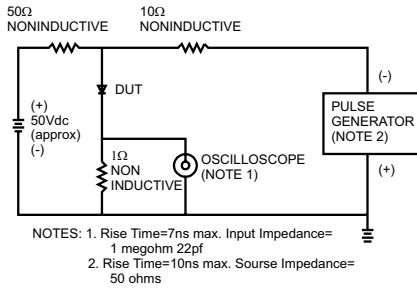 50Ω
NONINDUCTIVE
10Ω
NONINDUCTIVE
DUT
(+)
50Vdc
(approx)
(-)
1Ω
NON
INDUCTIVE
OSCILLOSCOPE
(NOTE 1)
(-)
PULSE
GENERATOR
(NOTE 2)
(+)
NOTES: 1. Rise Time=7ns max. Input Impedance=
1 megohm 22pf
2. Rise Time=10ns max. Sourse Impedance=
50 ohms